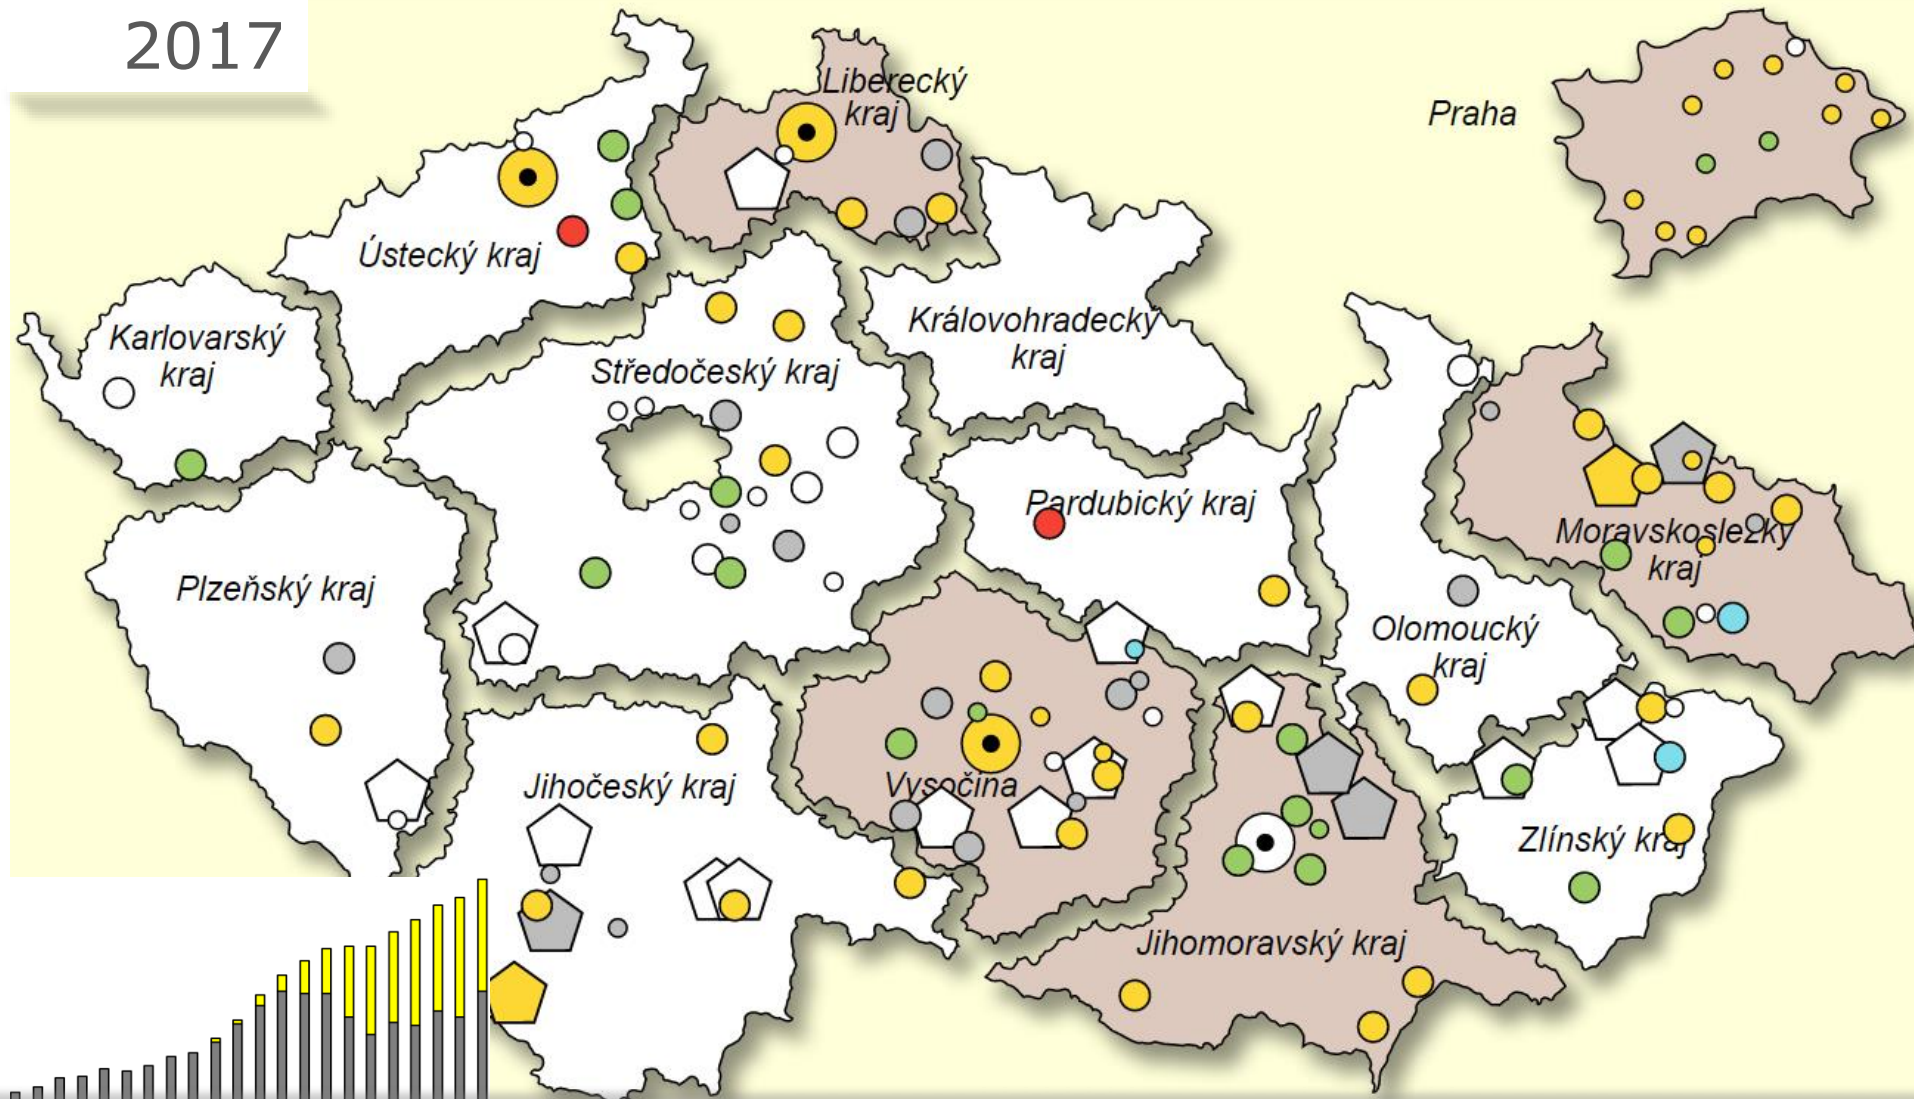 2017
Liberecký
kraj
Praha
Ústecký kraj
Karlovarský
kraj
Středočeský kraj
Královohradecký
kraj
Pardubický kraj
Moravskoslezký
kraj
Plzeňský kraj
Olomoucký
kraj
Jihočeský kraj
Vysočina
Zlínský kraj
Jihomoravský kraj